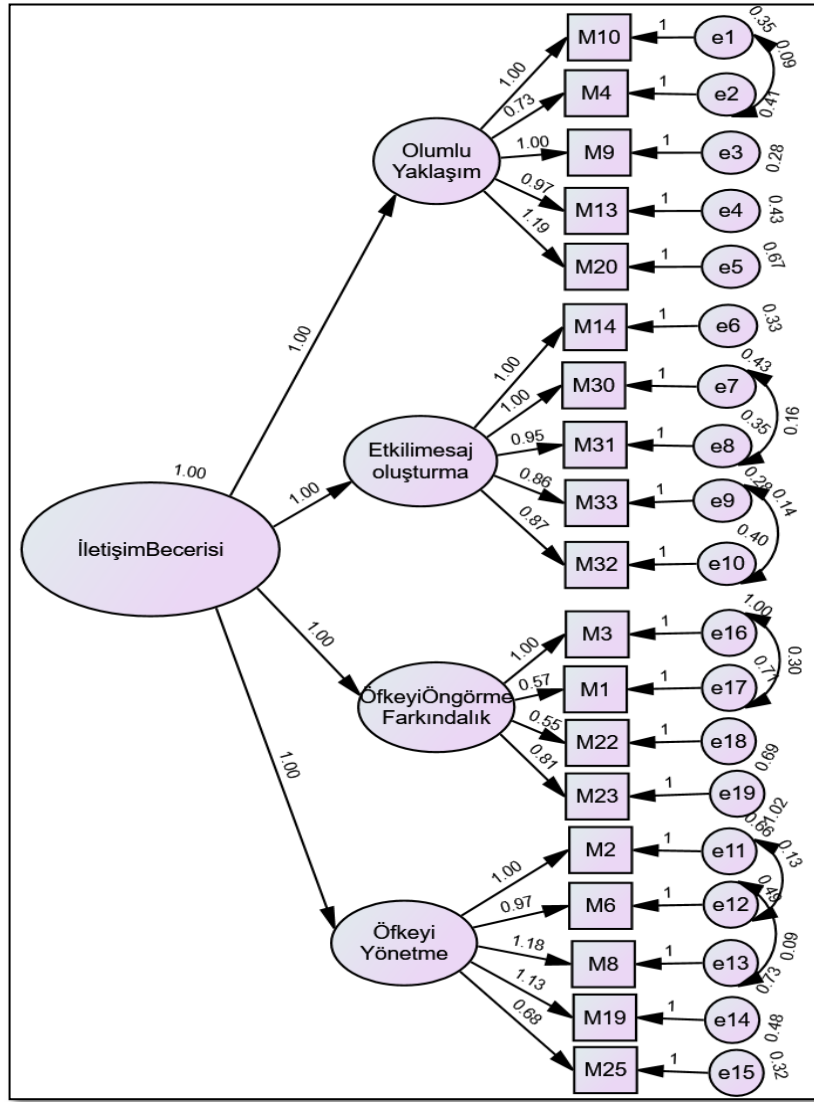 M10
1
e1
0.35
0.09
1.00
M4
1
e2
0.41
0.73
Olumlu
Yaklaşım
1.00
M9
1
e3
0.28
0.97
M13
1
e4
0.43
1.19
M20
1
e5
0.67
1.00
M14
1
e6
0.33
1.00
M30
1
e7
0.43
0.16
1.00
Etkilimesaj
oluşturma
0.95
M31
1
e8
0.35
0.86
M33
1
e9
0.28
0.14
0.87
M32
1
e10
0.40
1.00
1.00
İletişimBecerisi
1.00
M3
1
e16
1.00
0.30
1.00
ÖfkeyiÖngörme
Farkındalık
0.57
M1
1
e17
0.71
0.55
M22
1
e18
0.69
0.81
M23
1
e19
1.02
1.00
M2
1
e11
0.66
0.13
1.00
0.97
M6
1
e12
0.49
0.09
Öfkeyi
Yönetme
1.18
M8
1
e13
0.73
1.13
M19
1
e14
0.48
0.68
M25
1
e15
0.32